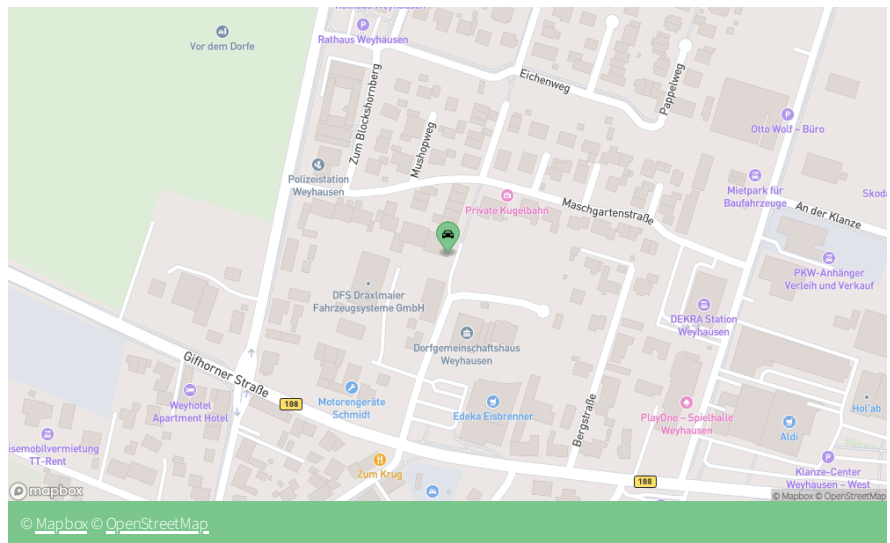 Rathaus Weyhausen
Vor dem Dorfe
Rathaus Weyhausen
Eichenweg
Pappelweg
Zum Blockshornberg
Mushopweg
Otto Wolf – Büro
Polizeistation
Weyhausen
Private Kugelbahn
Maschgartenstraße
Mietpark für
Baufahrzeuge
Skoda
An der Klanze
PKW-Anhänger
Verleih und Verkauf
DFS Dräxlmaier
Fahrzeugsysteme GmbH
DEKRA Station
Weyhausen
Dorfgemeinschaftshaus
Weyhausen
Gifhorner Straße
188
Weyhotel
Apartment Hotel
Motorengeräte
Schmidt
Edeka Eisbrenner
Bergstraße
PlayOne – Spielhalle
Weyhausen
Hol'ab
Aldi
isemobilvermietung
TT-Rent
Zum Krug
188
Klanze-Center
Weyhausen – West
mapbox
© Mapbox © OpenStreetMap
© Mapbox © OpenStreetMap